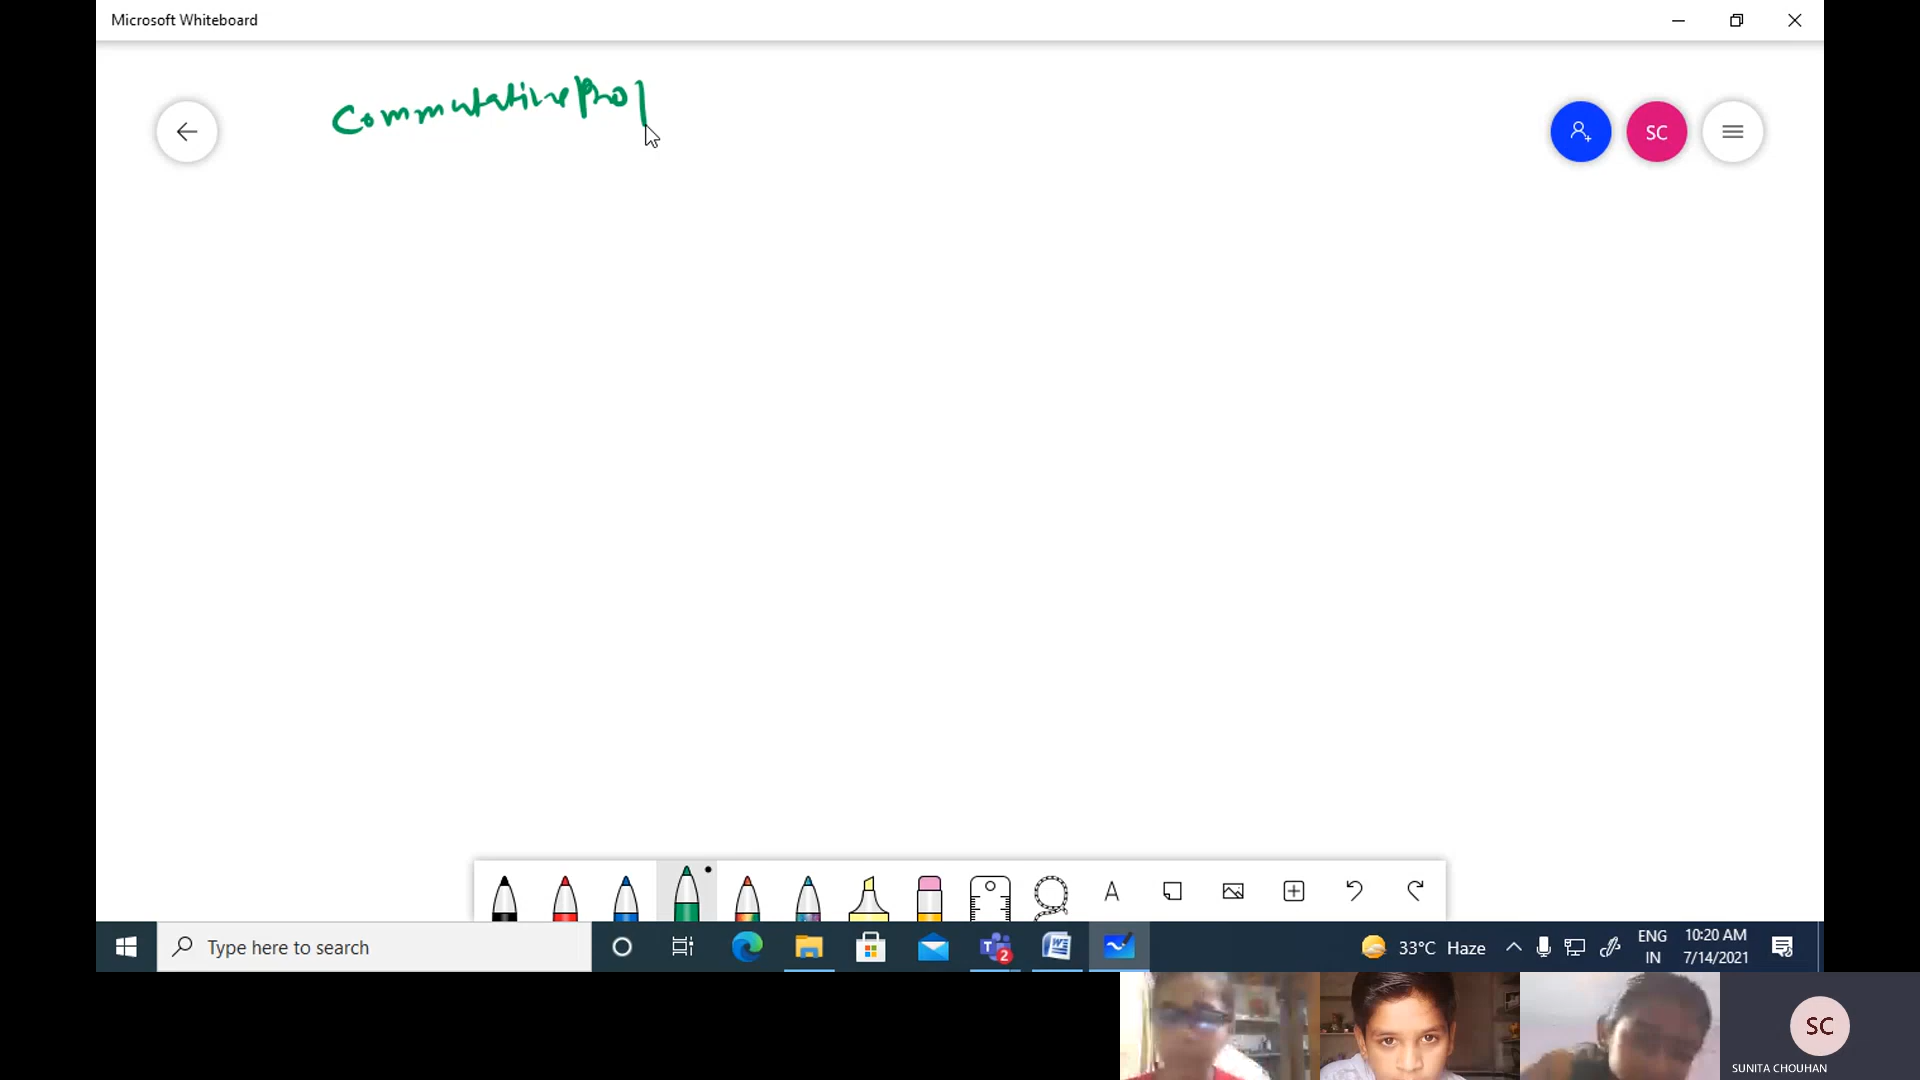 Microsoft Whiteboard
Commutative Pro
SC
A
Type here to search
2
33°C Haze
ENG
IN
10:20 AM
7/14/2021
SC
SUNITA CHOUHAN